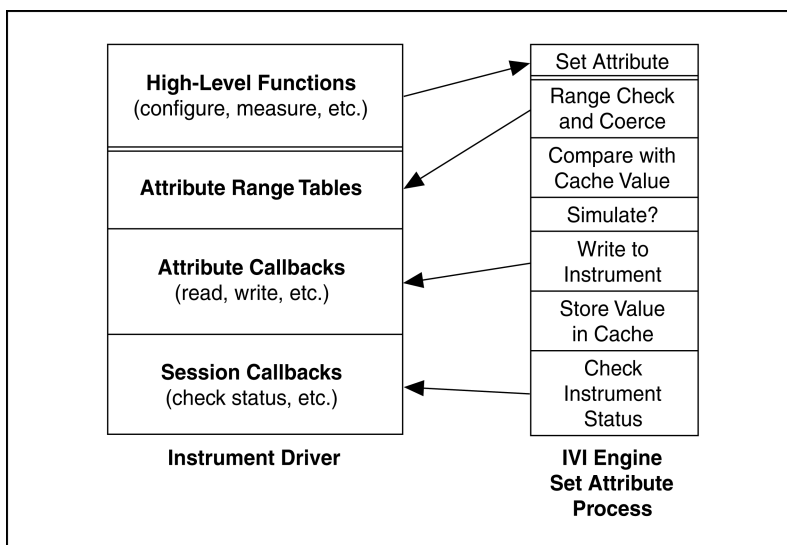 High-Level Functions
(configure, measure, etc.)
Attribute Range Tables
Attribute Callbacks
(read, write, etc.)
Session Callbacks
(check status, etc.)
Instrument Driver
Set Attribute
Range Check
and Coerce
Compare with
Cache Value
Simulate?
Write to
Instrument
Store Value
in Cache
Check
Instrument
Status
IVI Engine
Set Attribute
Process